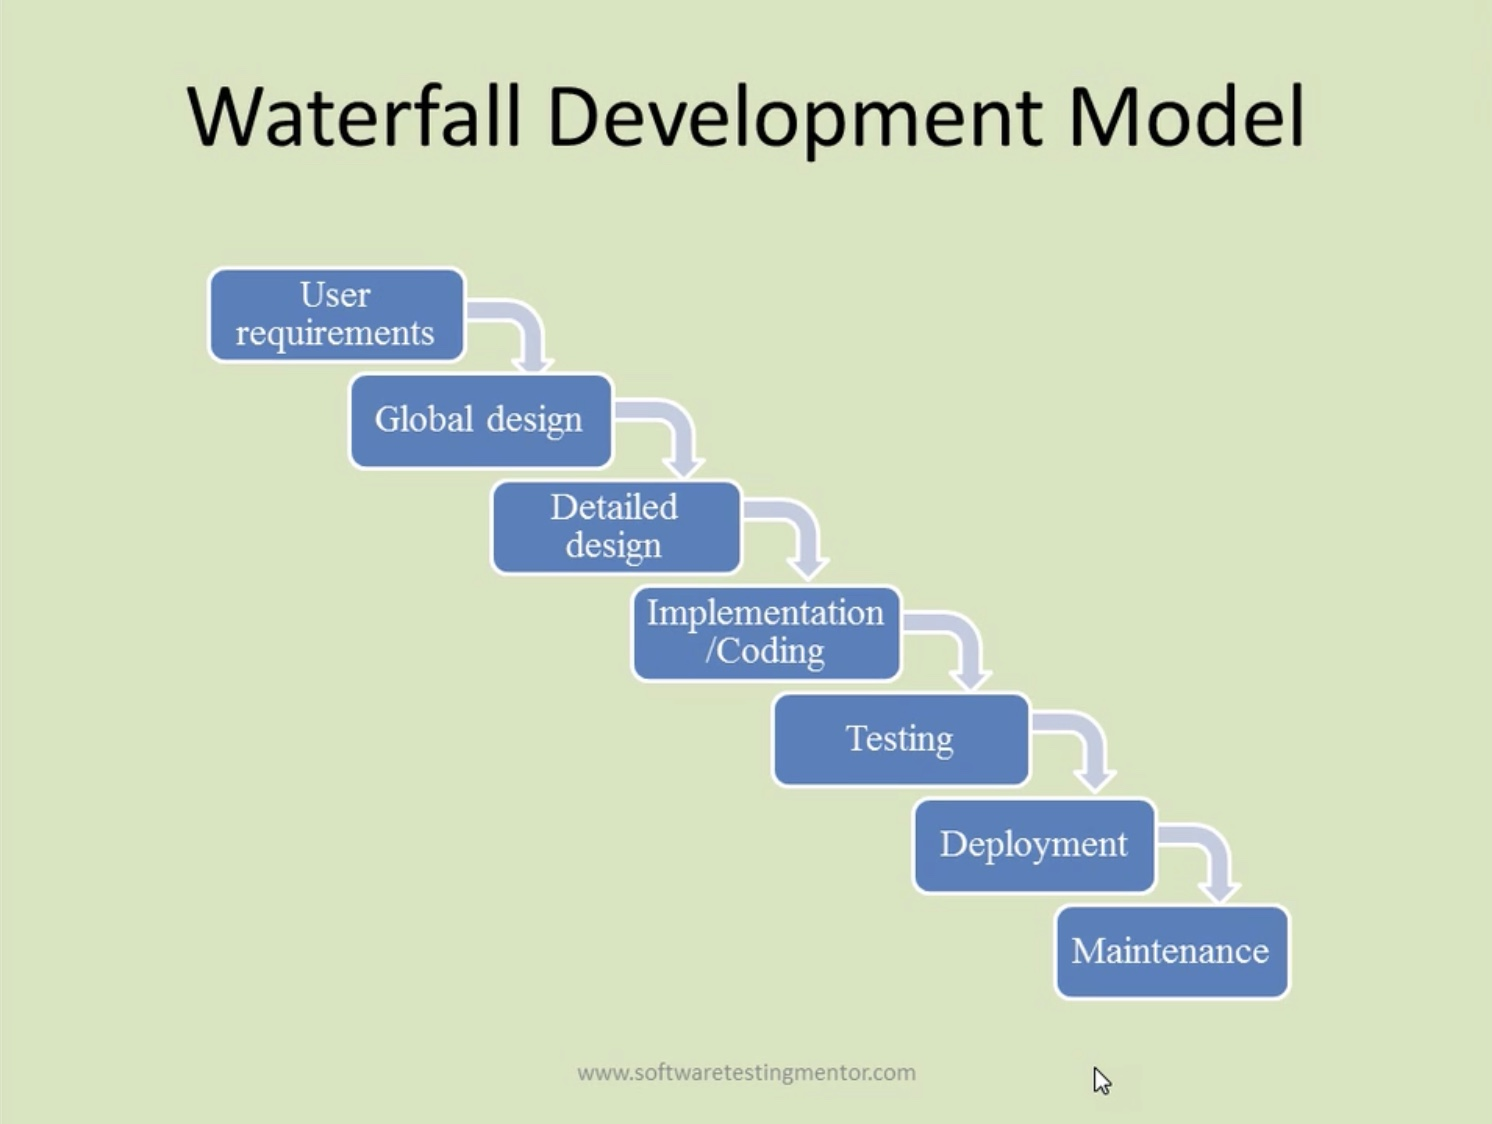 Waterfall Development Model
User
requirements
Global design
Detailed
design
Implementation
/Coding
Testing
Deployment
Maintenance
www.softwaretestingmentor.com